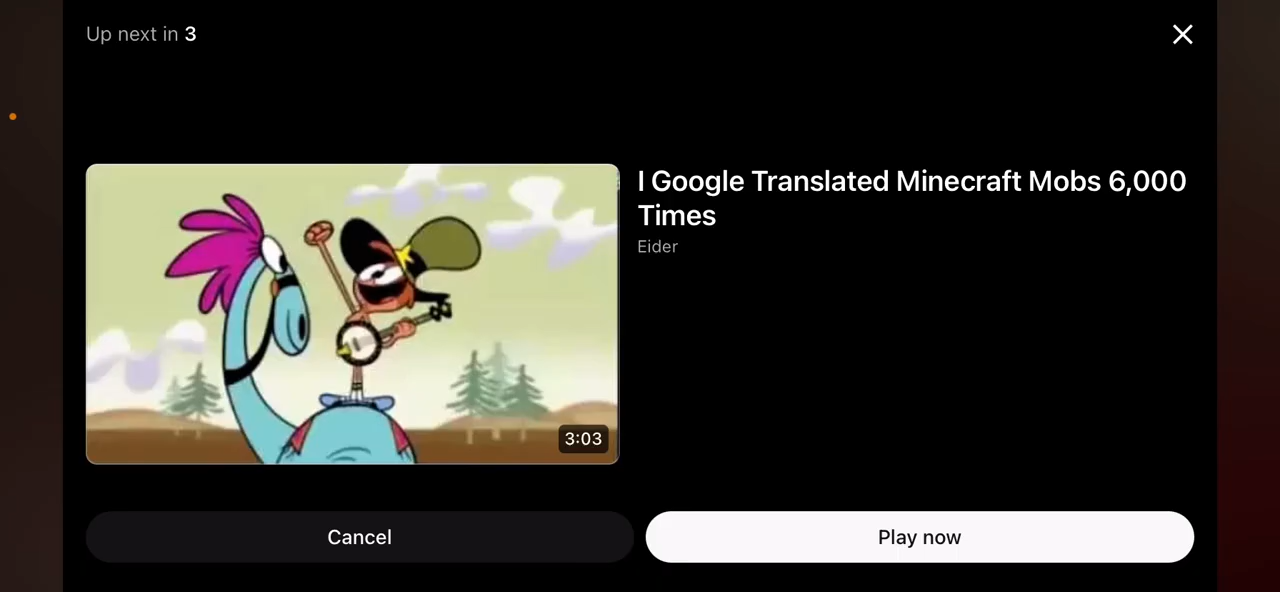 Up next in 3
I Google Translated Minecraft Mobs 6,000
Times
Eider
3:03
Cancel
Play now